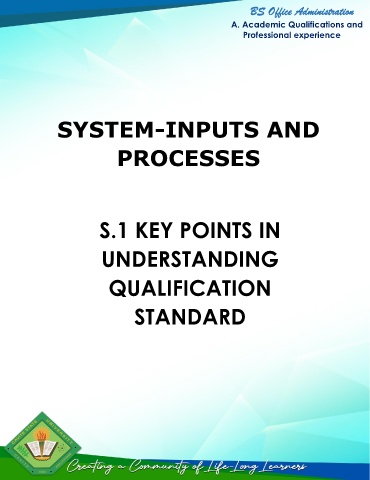 BS Office Administration
A. Academic Qualifications and
Professional experience
SYSTEM-INPUTS AND
PROCESSES
S.1 KEY POINTS IN
UNDERSTANDING
QUALIFICATION
STANDARD
Creating a Community of Life-Long Learners